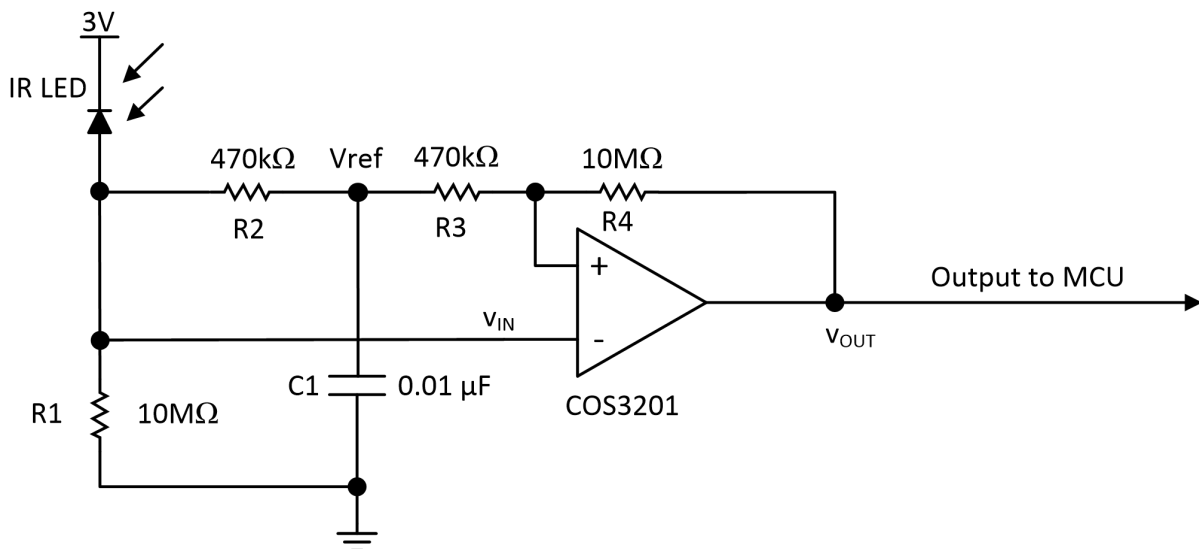 3V
IR LED
470kΩ
Vref
470kΩ
10MΩ
R2
R3
R4
+
Output to MCU
vIN
-
vOUT
R1
10MΩ
C1
0.01 µF
COS3201